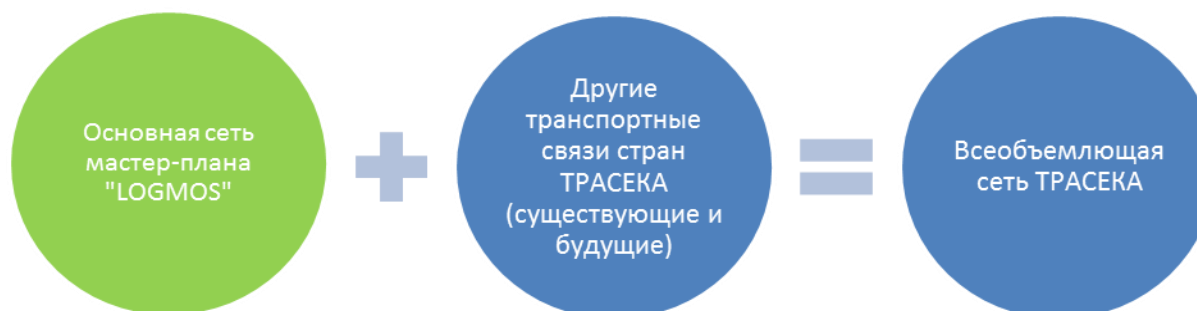 Основная сеть
мастер-плана
"LOGMOS"
+
Другие
транспортные
связи стран
ТРАСЕКА
(существующие и
будущие)
=
Всеобъемлющая
сеть ТРАСЕКА